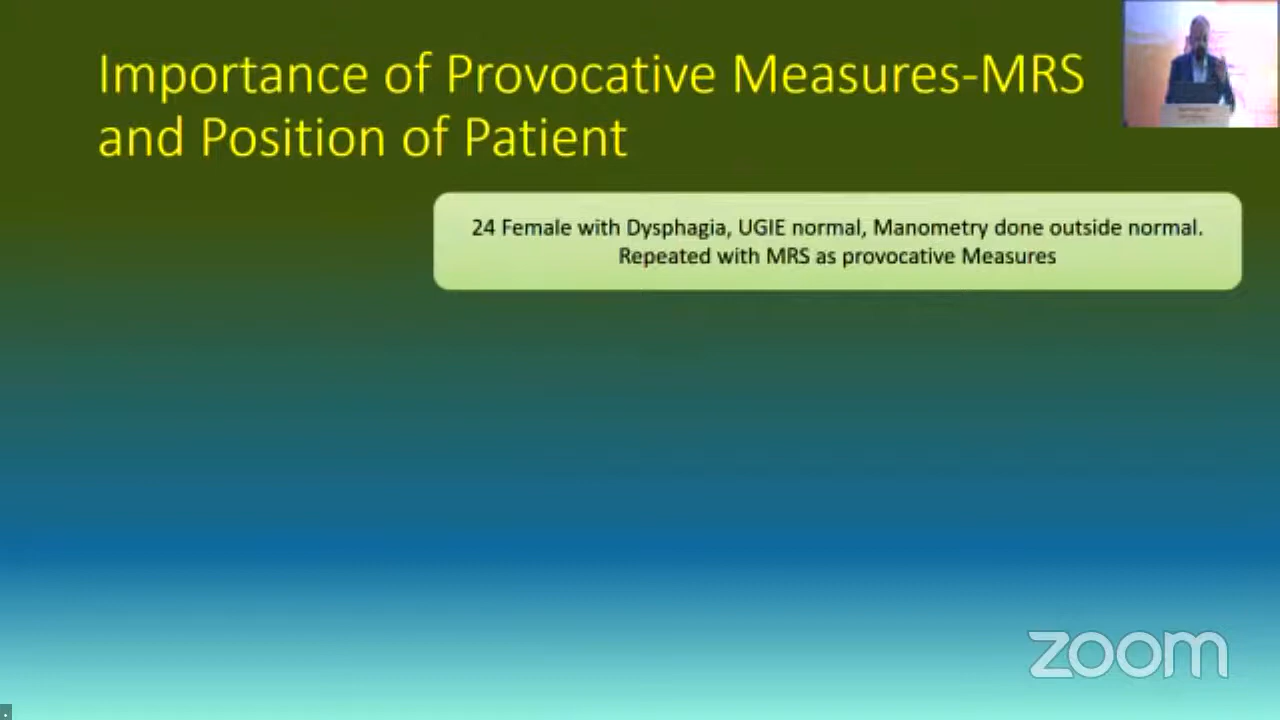 Importance of Provocative Measures-MRS
and Position of Patient
24 Female with Dysphagia, UGIE normal, Manometry done outside normal.
Repeated with MRS as provocative Measures
zoom